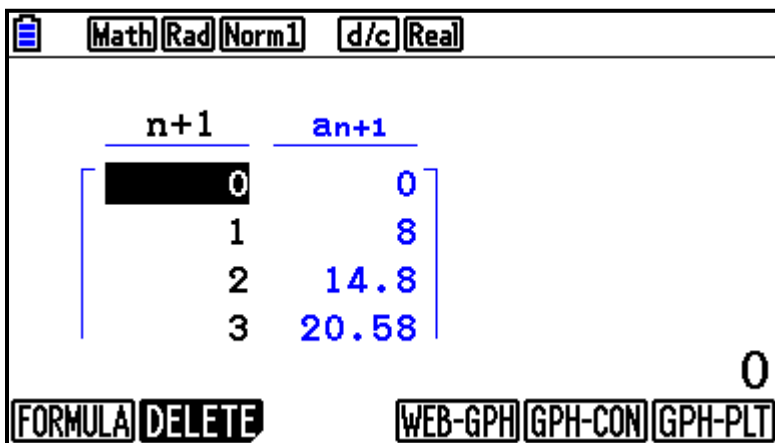 Math Rad Norm1 d/c Real
n+1 an+1
0 0
1 8
2 14.8
3 20.58
0
FORMULA DELETE WEB-GPH GPH-CON GPH-PLT